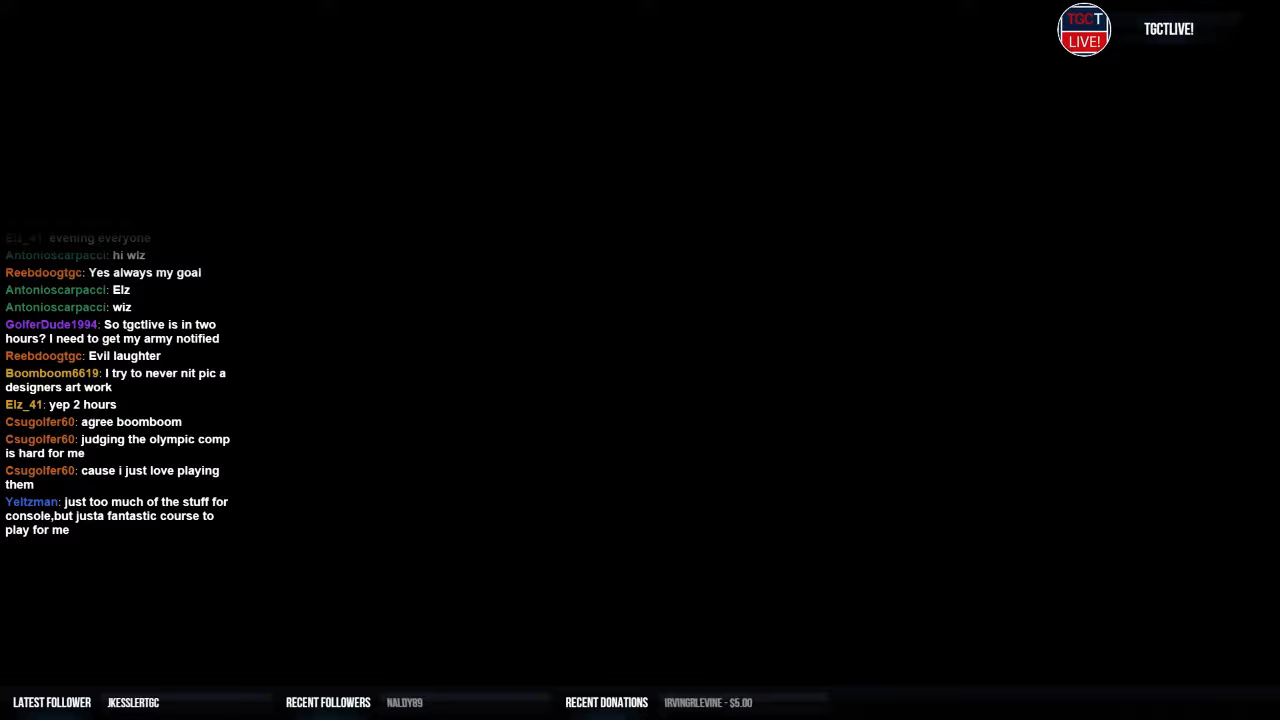 TGCT
LIVE!
TGCTLIVE!
Elz_41: evening everyone
Antonioscarpacci: hi wiz
Reebdoogtgc: Yes always my goal
Antonioscarpacci: Elz
Antonioscarpacci: wiz
GolferDude1994: So tgctlive is in two
hours? I need to get my army notified
Reebdoogtgc: Evil laughter
Boomboom6619: I try to never nit pic a
designers art work
Elz_41: yep 2 hours
Csugolfer60: agree boomboom
Csugolfer60: judging the olympic comp
is hard for me
Csugolfer60: cause i just love playing
them
Yeltzman: just too much of the stuff for
console,but justa fantastic course to
play for me
LATEST FOLLOWER JKESSLERTGC RECENT FOLLOWERS NALDY89 RECENT DONATIONS IRVINGRLEVINE - $5.00